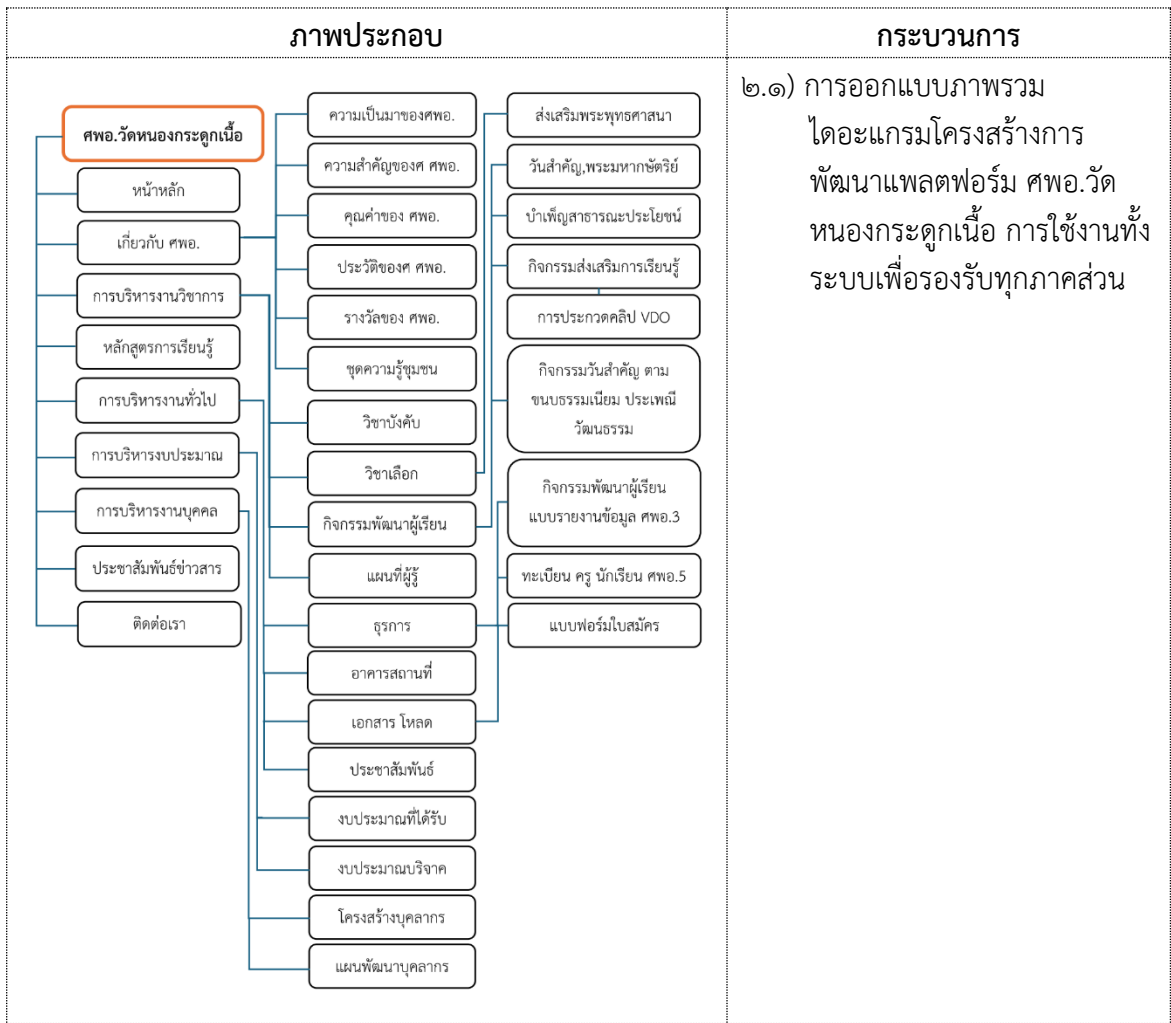 ภาพประกอบ
กระบวนการ
ศพอ.วัดหนองกระดูกเนื้อ
หน้าหลัก
เกี่ยวกับ ศพอ.
การบริหารงานวิชาการ
หลักสูตรการเรียนรู้
การบริหารงานทั่วไป
การบริหารงบประมาณ
การบริหารงานบุคคล
ประชาสัมพันธ์ข่าวสาร
ติดต่อเรา
ความเป็นมาของศพอ.
ความสำคัญของศ ศพอ.
คุณค่าของ ศพอ.
ประวัติของศ ศพอ.
รางวัลของ ศพอ.
ชุดความรู้ชุมชน
วิชาบังคับ
วิชาเลือก
กิจกรรมพัฒนาผู้เรียน
แผนที่ผู้รู้
ธุรการ
อาคารสถานที่
เอกสาร โหลด
ประชาสัมพันธ์
งบประมาณที่ได้รับ
งบประมาณบริจาค
โครงสร้างบุคลากร
แผนพัฒนาบุคลากร
ส่งเสริมพระพุทธศาสนา
วันสำคัญ,พระมหากษัตริย์
บำเพ็ญสาธารณะประโยชน์
กิจกรรมส่งเสริมการเรียนรู้
การประกวดคลิป VDO
กิจกรรมวันสำคัญ ตาม
ขนบธรรมเนียม ประเพณี
วัฒนธรรม
กิจกรรมพัฒนาผู้เรียน
แบบรายงานข้อมูล ศพอ.3
ทะเบียน ครู นักเรียน ศพอ.5
แบบฟอร์มใบสมัคร
๒.๑) การออกแบบภาพรวม
ไดอะแกรมโครงสร้างการ
พัฒนาแพลตฟอร์ม ศพอ.วัด
หนองกระดูกเนื้อ การใช้งานทั้ง
ระบบเพื่อรองรับทุกภาคส่วน